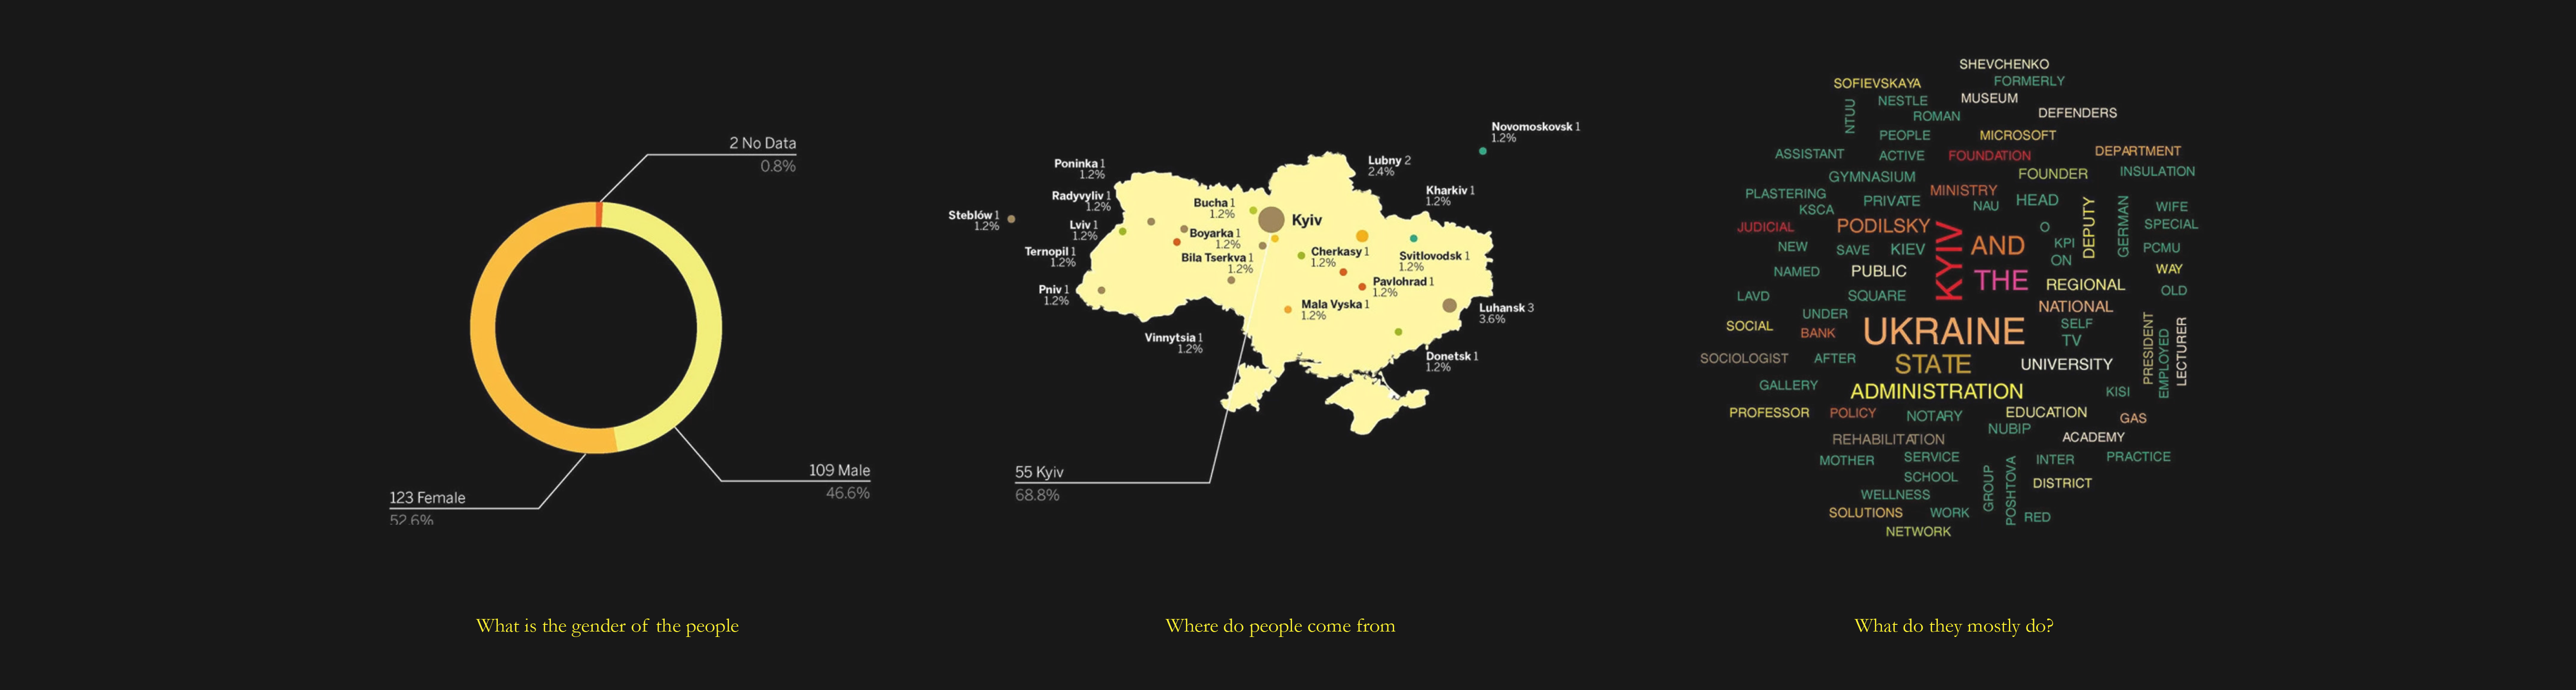 2 No Data
0.8%
109 Male
46.6%
123 Female
52.6%
What is the gender of the people
Novomoskovsk 1
1.2%
Poninka 1
1.2%
Lubny 2
2.4%
Radyvyliv 1
1.2%
Kharkiv 1
1.2%
Bucha 1
1.2%
Steblów 1
1.2%
Kyiv
Lviv 1
1.2%
Boyarka 1
1.2%
Ternopil 1
1.2%
Bila Tserkva 1
1.2%
Cherkasy 1
1.2%
Svitlovodsk 1
1.2%
Pniv 1
1.2%
Pavlohrad 1
1.2%
Mala Vyska 1
1.2%
Luhansk 3
3.6%
Vinnytsia 1
1.2%
Donetsk 1
1.2%
55 Kyiv
68.8%
Where do people come from
SHEVCHENKO
SOFIEVSKAYA
FORMERLY
NTUU
NESTLE
MUSEUM
ROMAN
DEFENDERS
PEOPLE
MICROSOFT
ASSISTANT
ACTIVE
FOUNDATION
DEPARTMENT
GYMNASIUM
FOUNDER
INSULATION
PLASTERING
PRIVATE
MINISTRY
HEAD
KSCA
NAU
DEPUTY
GERMAN
WIFE
JUDICIAL
PODILSKY
KYIV
O
SPECIAL
NEW
SAVE
KIEV
AND
KPI
PCMU
ON
NAMED
PUBLIC
THE
REGIONAL
WAY
LAVD
SQUARE
OLD
UNDER
NATIONAL
SOCIAL
BANK
UKRAINE
SELF
TV
PRESIDENT
EMPLOYED
LECTURER
SOCIOLOGIST
AFTER
STATE
UNIVERSITY
GALLERY
ADMINISTRATION
KISI
PROFESSOR
POLICY
NOTARY
EDUCATION
GAS
REHABILITATION
NUBIP
ACADEMY
MOTHER
SERVICE
INTER
PRACTICE
SCHOOL
GROUP
POSHTOVA
DISTRICT
WELLNESS
SOLUTIONS
WORK
RED
NETWORK
What do they mostly do?